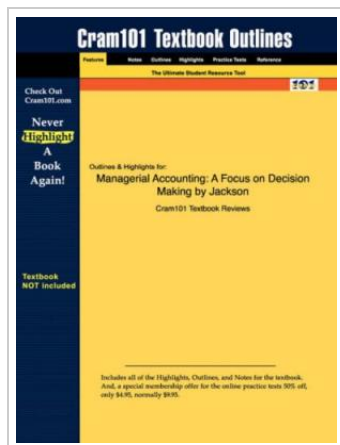 Cram101 Textbook Outlines
Features Notes Outlines Highlights Practice Tests Reference
The Ultimate Student Resource Tool
Check Out
Cram101.com
101
Never
Highlight
A
Book
Again!
Outlines & Highlights for:
Managerial Accounting: A Focus on Decision
Making by Jackson
Cram101 Textbook Reviews
Textbook
NOT included
Includes all of the Highlights, Outlines, and Notes for the textbook.
And, a special membership offer for the online practice tests 50% off,
only $4.95, normally $9.95.